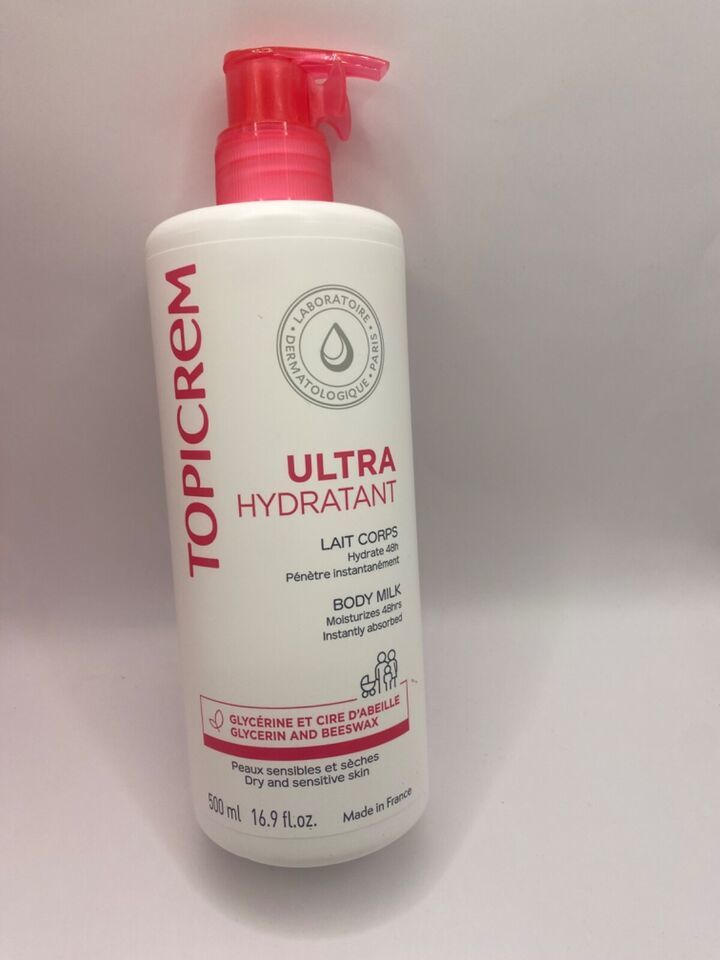 TOPICREM
LABORATOIRE • DERMATOLOGIQUE • PARIS •
ULTRA
HYDRATANT
LAIT CORPS
Hydrate 48h
Pénètre instantanément
BODY MILK
Moisturizes 48hrs
Instantly absorbed
GLYCÉRINE ET CIRE D'ABEILLE
GLYCERIN AND BEESWAX
Peaux sensibles et sèches
Dry and sensitive skin
500 ml 16.9 fl.oz. Made in France